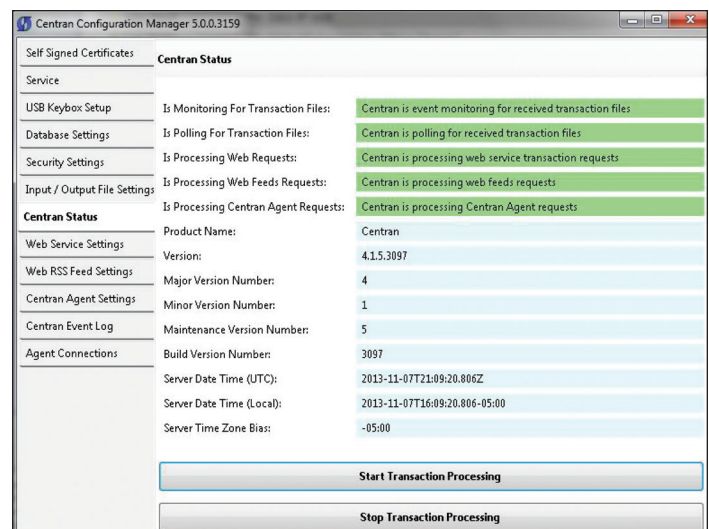 Centran Configuration Manager 5.0.0.3159
Self Signed Certificates
Service
USB Keybox Setup
Database Settings
Security Settings
Input / Output File Settings
Centran Status
Web Service Settings
Web RSS Feed Settings
Centran Agent Settings
Centran Event Log
Agent Connections
Centran Status
Is Monitoring For Transaction Files: Centran is event monitoring for received transaction files
Is Polling For Transaction Files: Centran is polling for received transaction files
Is Processing Web Requests: Centran is processing web service transaction requests
Is Processing Web Feeds Requests: Centran is processing web feeds requests
Is Processing Centran Agent Requests: Centran is processing Centran Agent requests
Product Name: Centran
Version: 4.1.5.3097
Major Version Number: 4
Minor Version Number: 1
Maintenance Version Number: 5
Build Version Number: 3097
Server Date Time (UTC): 2013-11-07T21:09:20.806Z
Server Date Time (Local): 2013-11-07T16:09:20.806-05:00
Server Time Zone Bias: -05:00
Start Transaction Processing
Stop Transaction Processing